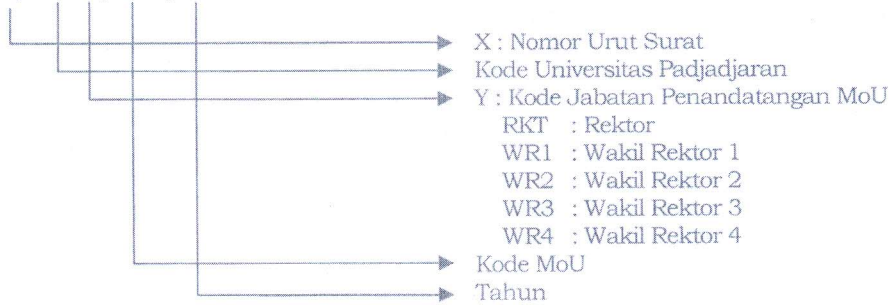 X : Nomor Urut Surat
Kode Universitas Padjadjaran
Y : Kode Jabatan Penandatangan MoU
RKT : Rektor
WR1 : Wakil Rektor 1
WR2 : Wakil Rektor 2
WR3 : Wakil Rektor 3
WR4 : Wakil Rektor 4
Kode MoU
Tahun